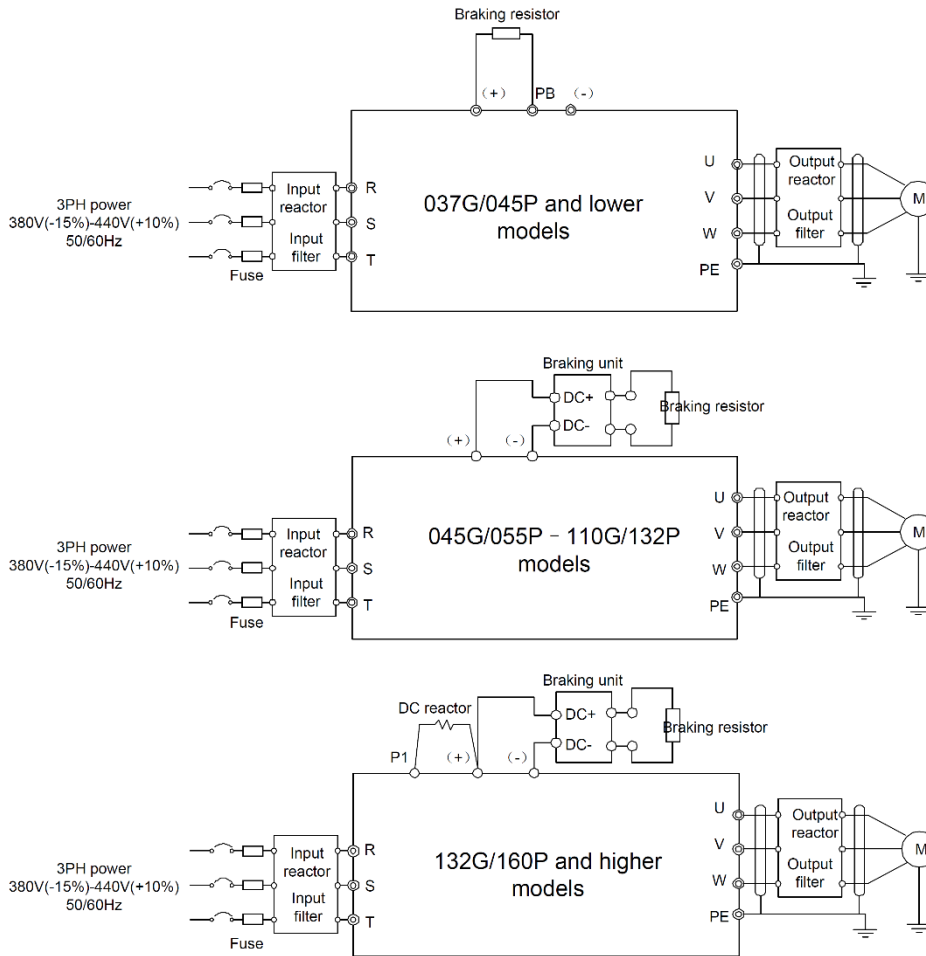 Braking resistor
(+)
PB
(-)
3PH power
380V(-15%)-440V(+10%)
50/60Hz
Fuse
Input
reactor
Input
filter
R
S
T
037G/045P and lower
models
U
V
W
PE
Output
reactor
Output
filter
M
Braking unit
DC+
DC-
Braking resistor
(+)
(-)
3PH power
380V(-15%)-440V(+10%)
50/60Hz
Fuse
Input
reactor
Input
filter
R
S
T
045G/055P – 110G/132P
models
U
V
W
PE
Output
reactor
Output
filter
M
Braking unit
DC reactor
DC+
DC-
Braking resistor
P1
(+)
(-)
3PH power
380V(-15%)-440V(+10%)
50/60Hz
Fuse
Input
reactor
Input
filter
R
S
T
132G/160P and higher
models
U
V
W
PE
Output
reactor
Output
filter
M